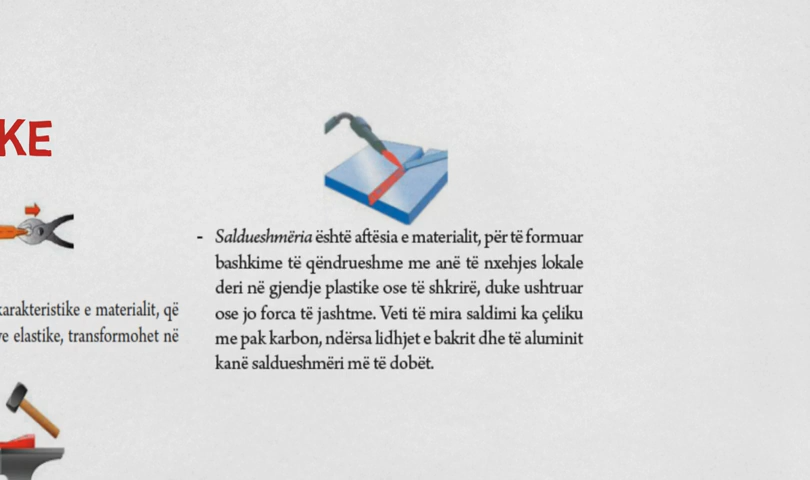 KE
karakteristike e materialit, që
ve elastike, transformohet në
- Saldueshmëria është aftësia e materialit, për të formuar
bashkime të qëndrueshme me anë të nxehjes lokale
deri në gjendje plastike ose të shkrirë, duke ushtruar
ose jo forca të jashtme. Veti të mira saldimi ka çeliku
me pak karbon, ndërsa lidhjet e bakrit dhe të aluminit
kanë saldueshmëri më të dobët.